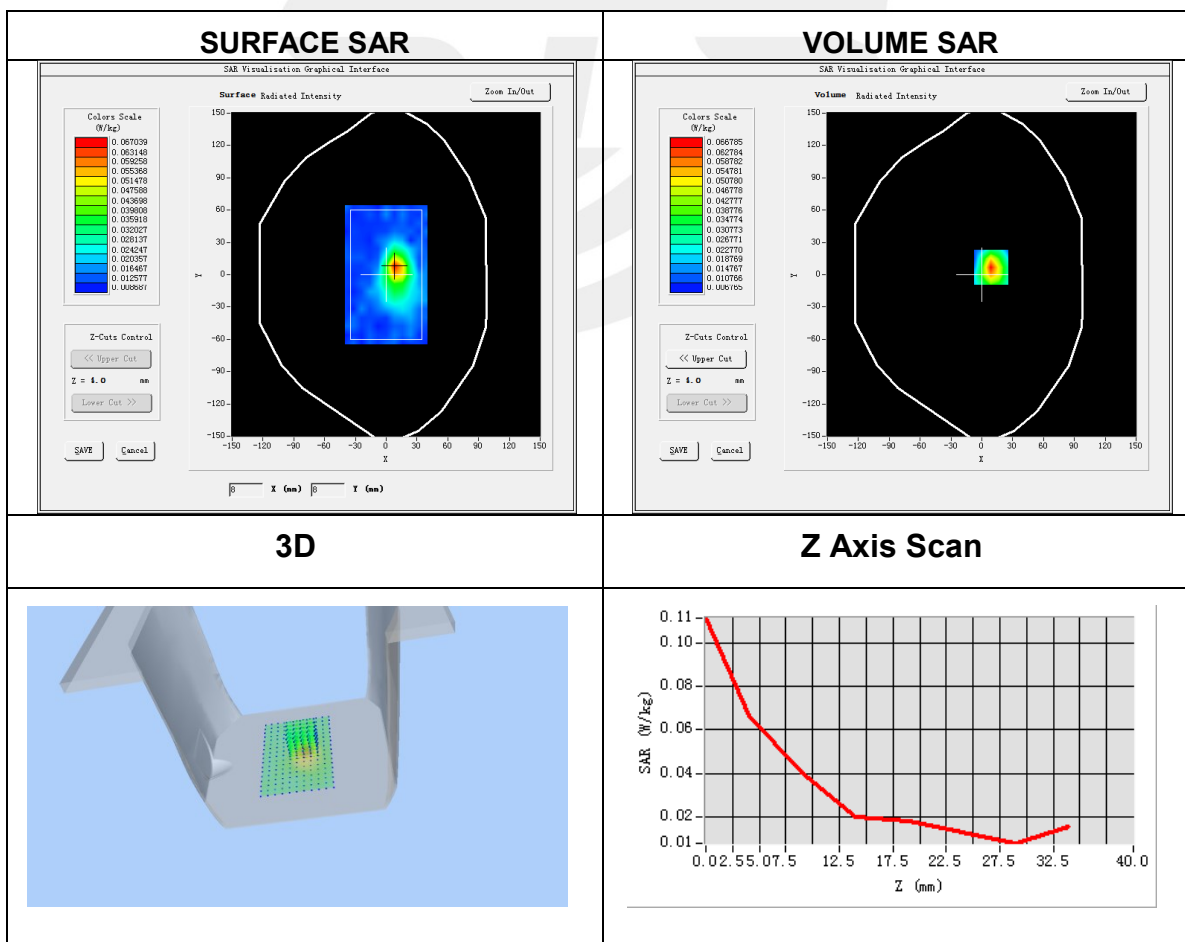 SURFACE SAR
SAR Visualisation Graphical Interface
Surface Radiated Intensity
Zoom In/Out
Colors Scale
(W/kg)
0.067039
0.063148
0.059258
0.055368
0.051478
0.047588
0.043698
0.039808
0.035918
0.032027
0.028137
0.024247
0.020357
0.016467
0.012577
0.008687
Z-Cuts Control
<< Upper Cut
Z = 4.0 mm
Lower Cut >>
SAVE Cancel
150
120
90
60
30
0
-30
-60
-90
-120
-150
Y
-150 -120 -90 -60 -30 0 30 60 90 120 150
X
8 X (mm) 8 Y (mm)
VOLUME SAR
SAR Visualisation Graphical Interface
Volume Radiated Intensity
Zoom In/Out
Colors Scale
(W/kg)
0.066785
0.062784
0.058782
0.054781
0.050780
0.046778
0.042777
0.038776
0.034774
0.030773
0.026771
0.022770
0.018769
0.014767
0.010766
0.006765
Z-Cuts Control
<< Upper Cut
Z = 4.0 mm
Lower Cut >>
SAVE Cancel
150
120
90
60
30
0
-30
-60
-90
-120
-150
Y
-150 -120 -90 -60 -30 0 30 60 90 120 150
X
3D
Z Axis Scan
0.11
0.10
0.08
0.06
0.04
0.02
0.01
SAR (W/kg)
0.0 2.5 5.0 7.5 12.5 17.5 22.5 27.5 32.5 40.0
Z (mm)